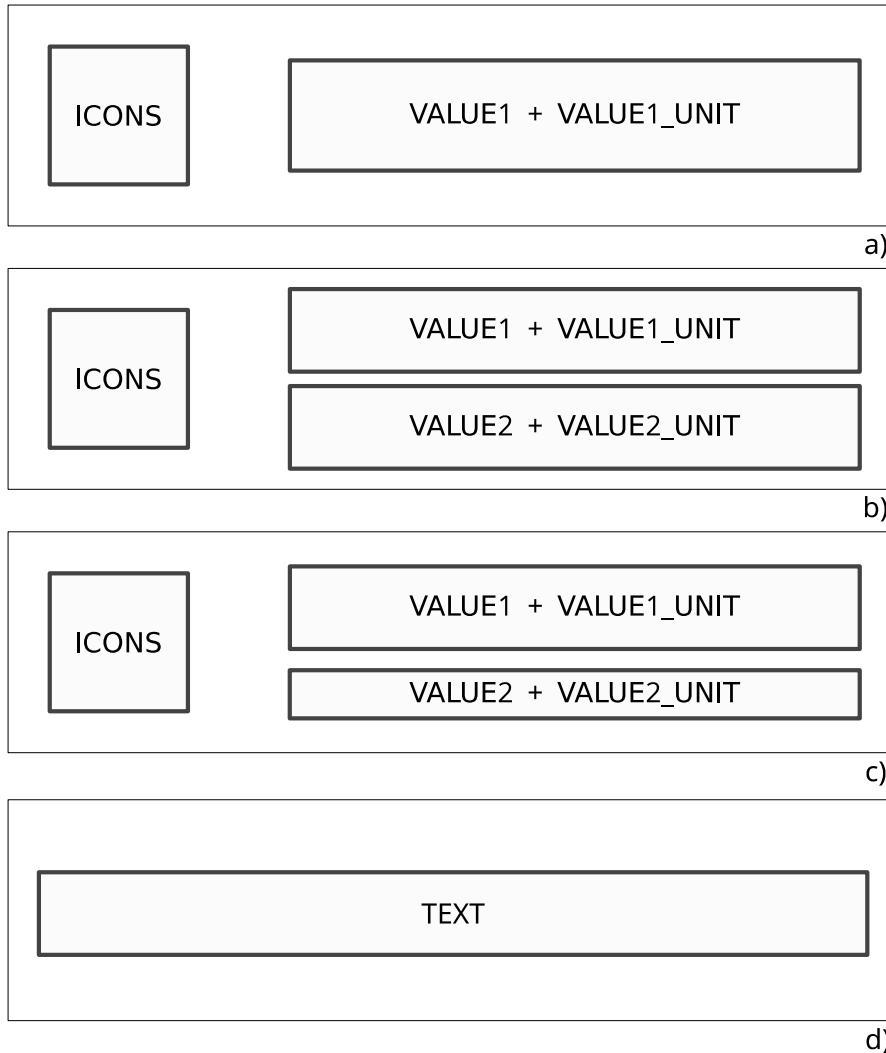 ICONS
VALUE1 + VALUE1_UNIT
a)
ICONS
VALUE1 + VALUE1_UNIT
VALUE2 + VALUE2_UNIT
b)
ICONS
VALUE1 + VALUE1_UNIT
VALUE2 + VALUE2_UNIT
c)
TEXT
d)